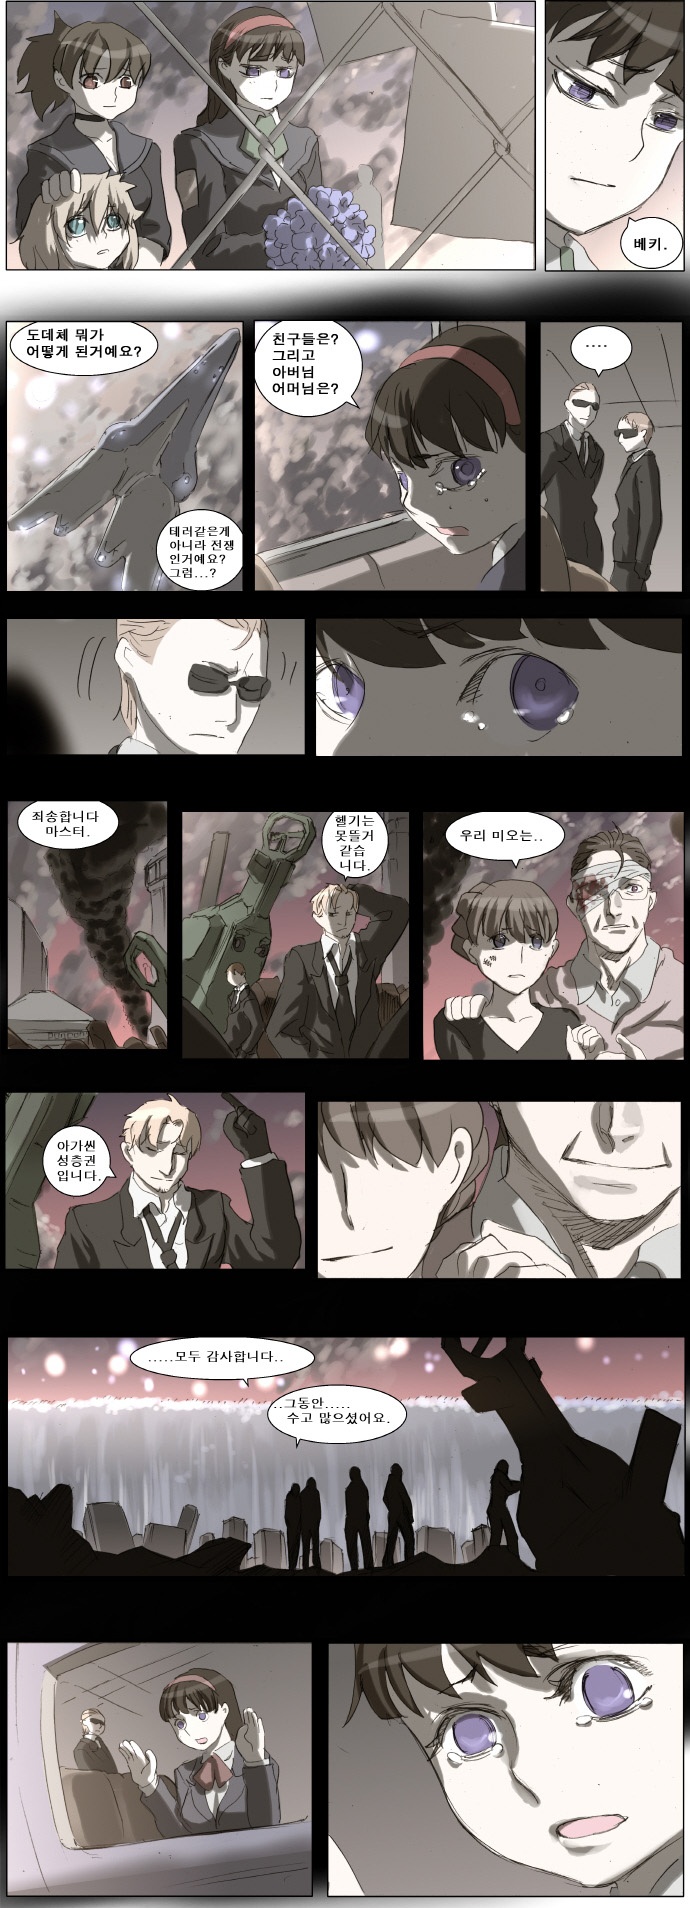 베키.
도데체 뭐가
어떻게 된거예요?
테러같은게
아니라 전쟁
인거예요?
그럼...?
친구들은?
그리고
아버님
어머님은?
....
죄송합니다
마스터.
헬기는
못뜰거
같습
니다.
우리 미오는..
아가씬
성층권
입니다.
.....모두 감사합니다..
..그동안.....
수고 많으셨어요.